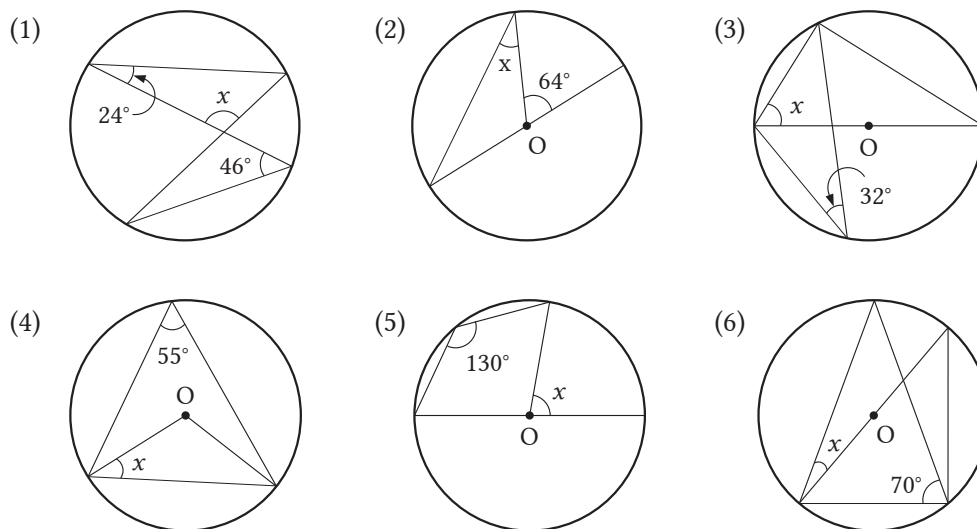 (1)
24°
x
46°
(2)
x
64°
O
(3)
x
O
32°
(4)
55°
O
x
(5)
130°
x
O
(6)
O
x
70°